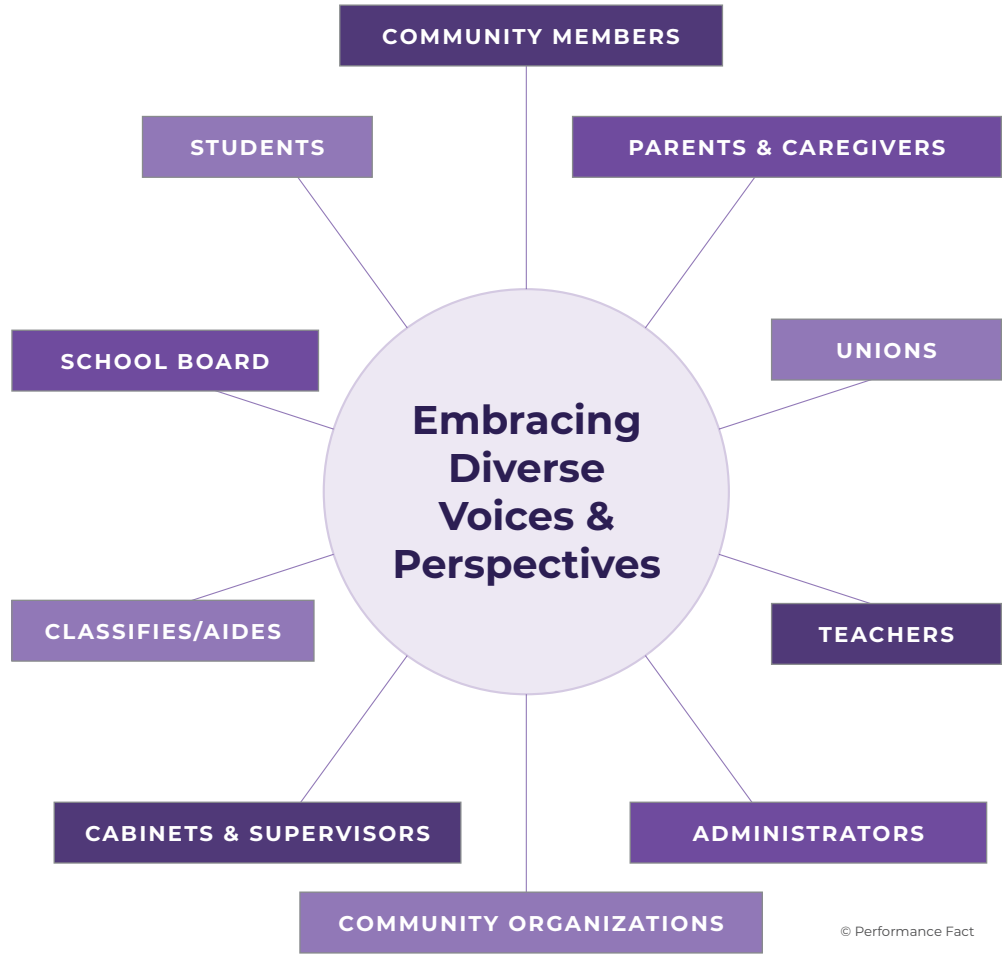 COMMUNITY MEMBERS
STUDENTS
PARENTS & CAREGIVERS
SCHOOL BOARD
UNIONS
Embracing
Diverse
Voices &
Perspectives
CLASSIFIES/AIDES
TEACHERS
CABINETS & SUPERVISORS
ADMINISTRATORS
COMMUNITY ORGANIZATIONS
© Performance Fact